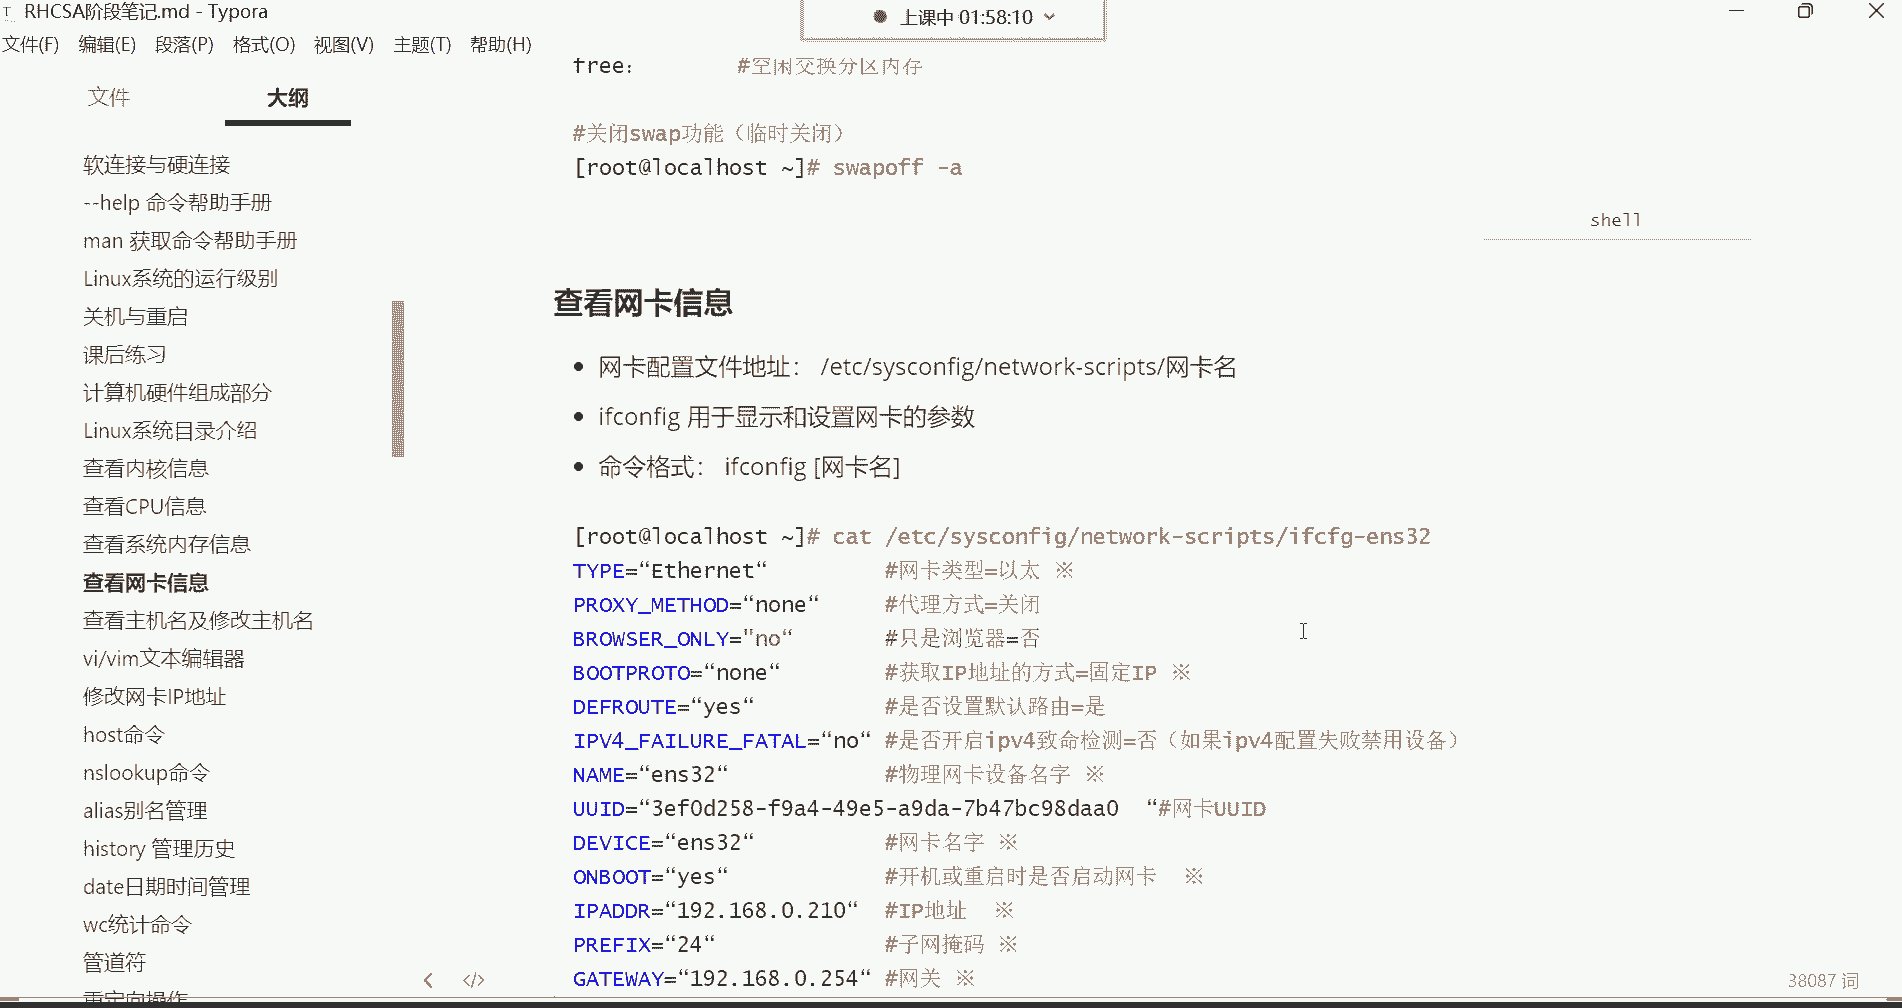 T RHCSA阶段笔记.md - Typora
上课中 01:58:10
文件(F) 编辑(E) 段落(P) 格式(O) 视图(V) 主题(T) 帮助(H)
文件 大纲
软连接与硬连接
--help 命令帮助手册
man 获取命令帮助手册
Linux系统的运行级别
关机与重启
课后练习
计算机硬件组成部分
Linux系统目录介绍
查看内核信息
查看CPU信息
查看系统内存信息
查看网卡信息
查看主机名及修改主机名
vi/vim文本编辑器
修改网卡IP地址
host命令
nslookup命令
alias别名管理
history 管理历史
date日期时间管理
wc统计命令
管道符
重定向操作
free: #空闲交换分区内存
#关闭swap功能（临时关闭）
[root@localhost ~]# swapoff -a
shell
查看网卡信息
• 网卡配置文件地址： /etc/sysconfig/network-scripts/网卡名
• ifconfig 用于显示和设置网卡的参数
• 命令格式： ifconfig [网卡名]
[root@localhost ~]# cat /etc/sysconfig/network-scripts/ifcfg-ens32
TYPE=“Ethernet“ #网卡类型=以太 ※
PROXY_METHOD=“none“ #代理方式=关闭
BROWSER_ONLY="no“ #只是浏览器=否
BOOTPROTO=“none“ #获取IP地址的方式=固定IP ※
DEFROUTE=“yes“ #是否设置默认路由=是
IPV4_FAILURE_FATAL=“no“ #是否开启ipv4致命检测=否（如果ipv4配置失败禁用设备）
NAME=“ens32“ #物理网卡设备名字 ※
UUID=“3ef0d258-f9a4-49e5-a9da-7b47bc98daa0 “#网卡UUID
DEVICE=“ens32“ #网卡名字 ※
ONBOOT=“yes“ #开机或重启时是否启动网卡 ※
IPADDR=“192.168.0.210“ #IP地址 ※
PREFIX=“24“ #子网掩码 ※
GATEWAY=“192.168.0.254“ #网关 ※
38087 词